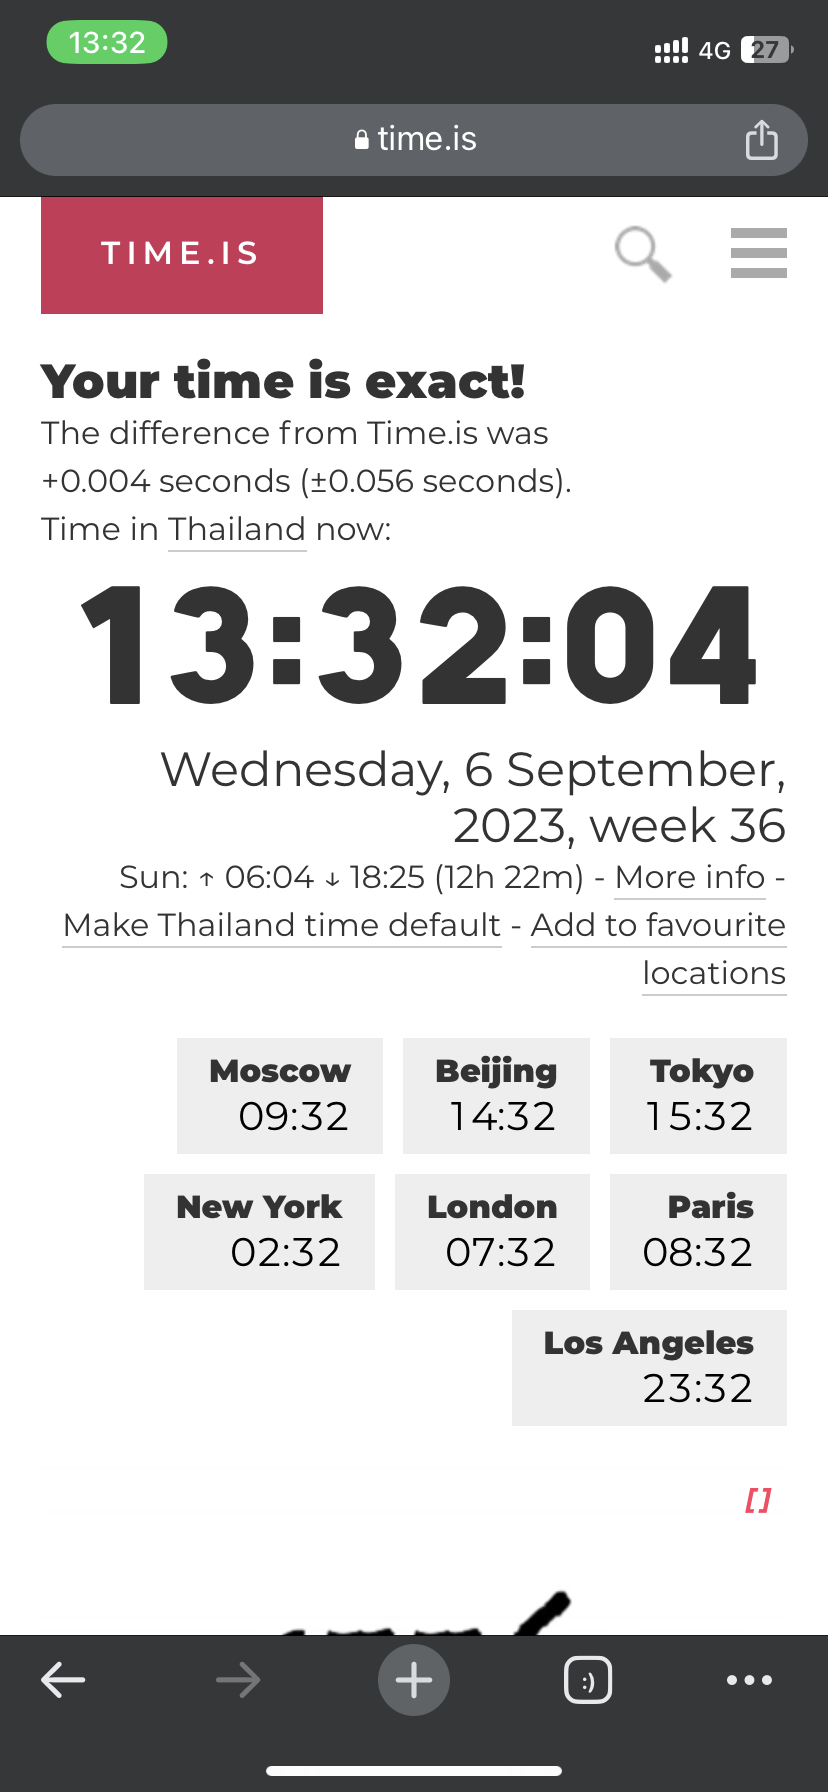 13:32
4G 27
time.is
TIME.IS
Your time is exact!
The difference from Time.is was
+0.004 seconds (±0.056 seconds).
Time in Thailand now:
13:32:04
Wednesday, 6 September,
2023, week 36
Sun: ↑ 06:04 ↓ 18:25 (12h 22m) - More info -
Make Thailand time default - Add to favourite
locations
Moscow Beijing Tokyo
09:32 14:32 15:32
New York London Paris
02:32 07:32 08:32
Los Angeles
23:32
[]
:)